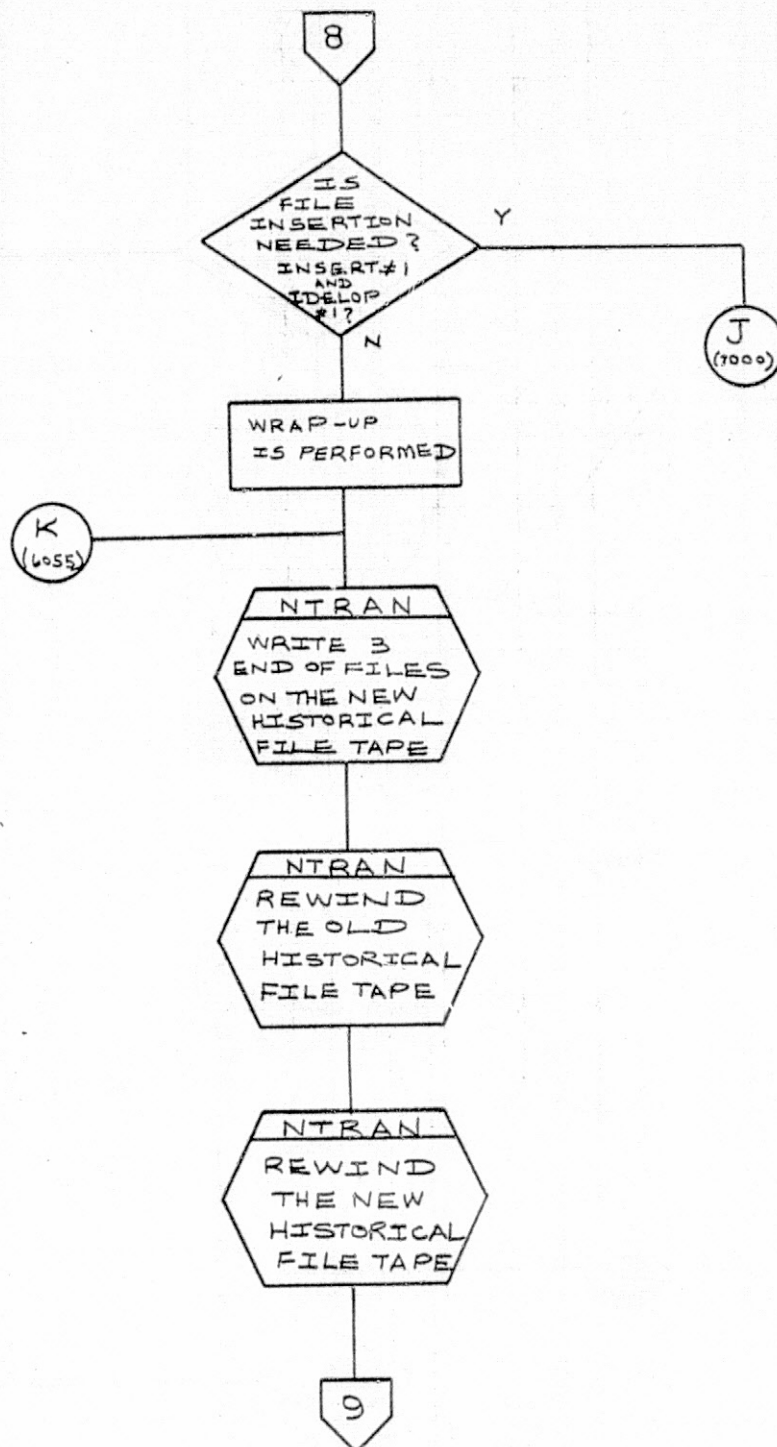 8
IS
FILE
INSERTION
NEEDED?
INSERT≠1
AND
IDELOP
≠1?
Y
N
J
(7000)
WRAP-UP
IS PERFORMED
K
(6055)
NTRAN
WRITE 3
END OF FILES
ON THE NEW
HISTORICAL
FILE TAPE
NTRAN
REWIND
THE OLD
HISTORICAL
FILE TAPE
NTRAN
REWIND
THE NEW
HISTORICAL
FILE TAPE
9